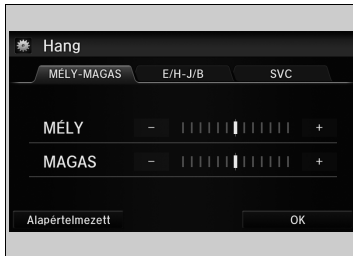 Hang
MÉLY-MAGAS E/H-J/B SVC
MÉLY - +
MAGAS - +
Alapértelmezett OK